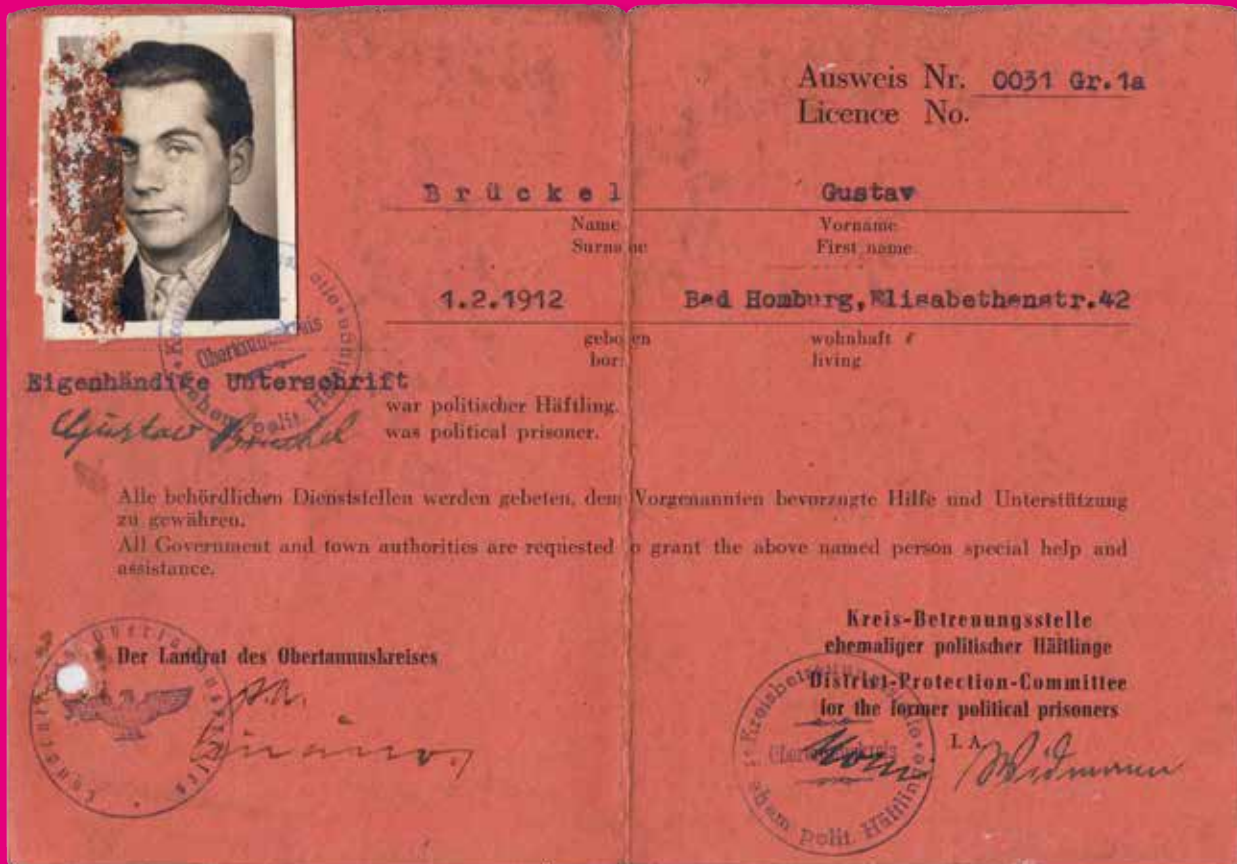 Ausweis Nr. 0031 Gr.1a
Licence No.
Brückel Gustav
Name Vorname
Surname First name
1.2.1912 Bad Homburg, Elisabethenstr.42
geboren wohnhaft
born living
Eigenhändige Unterschrift
Gustav Brückel
war politischer Häftling.
was political prisoner.
Alle behördlichen Dienststellen werden gebeten, dem Vorgenannten bevorzugte Hilfe und Unterstützung
zu gewähren.
All Government and town authorities are requested to grant the above named person special help and
assistance.
Der Landrat des Obertaunuskreises
Kreis-Betreuungsstelle
ehemaliger politischer Häftlinge
District-Protection-Committee
for the former political prisoners
I. A. Widmann
Obertaunuskreis
polit. Häftlinge